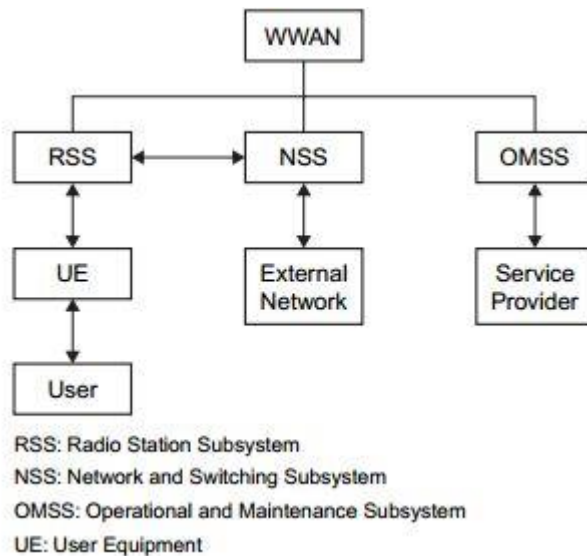 WWAN
RSS
NSS
OMSS
UE
External
Network
Service
Provider
User
RSS: Radio Station Subsystem
NSS: Network and Switching Subsystem
OMSS: Operational and Maintenance Subsystem
UE: User Equipment